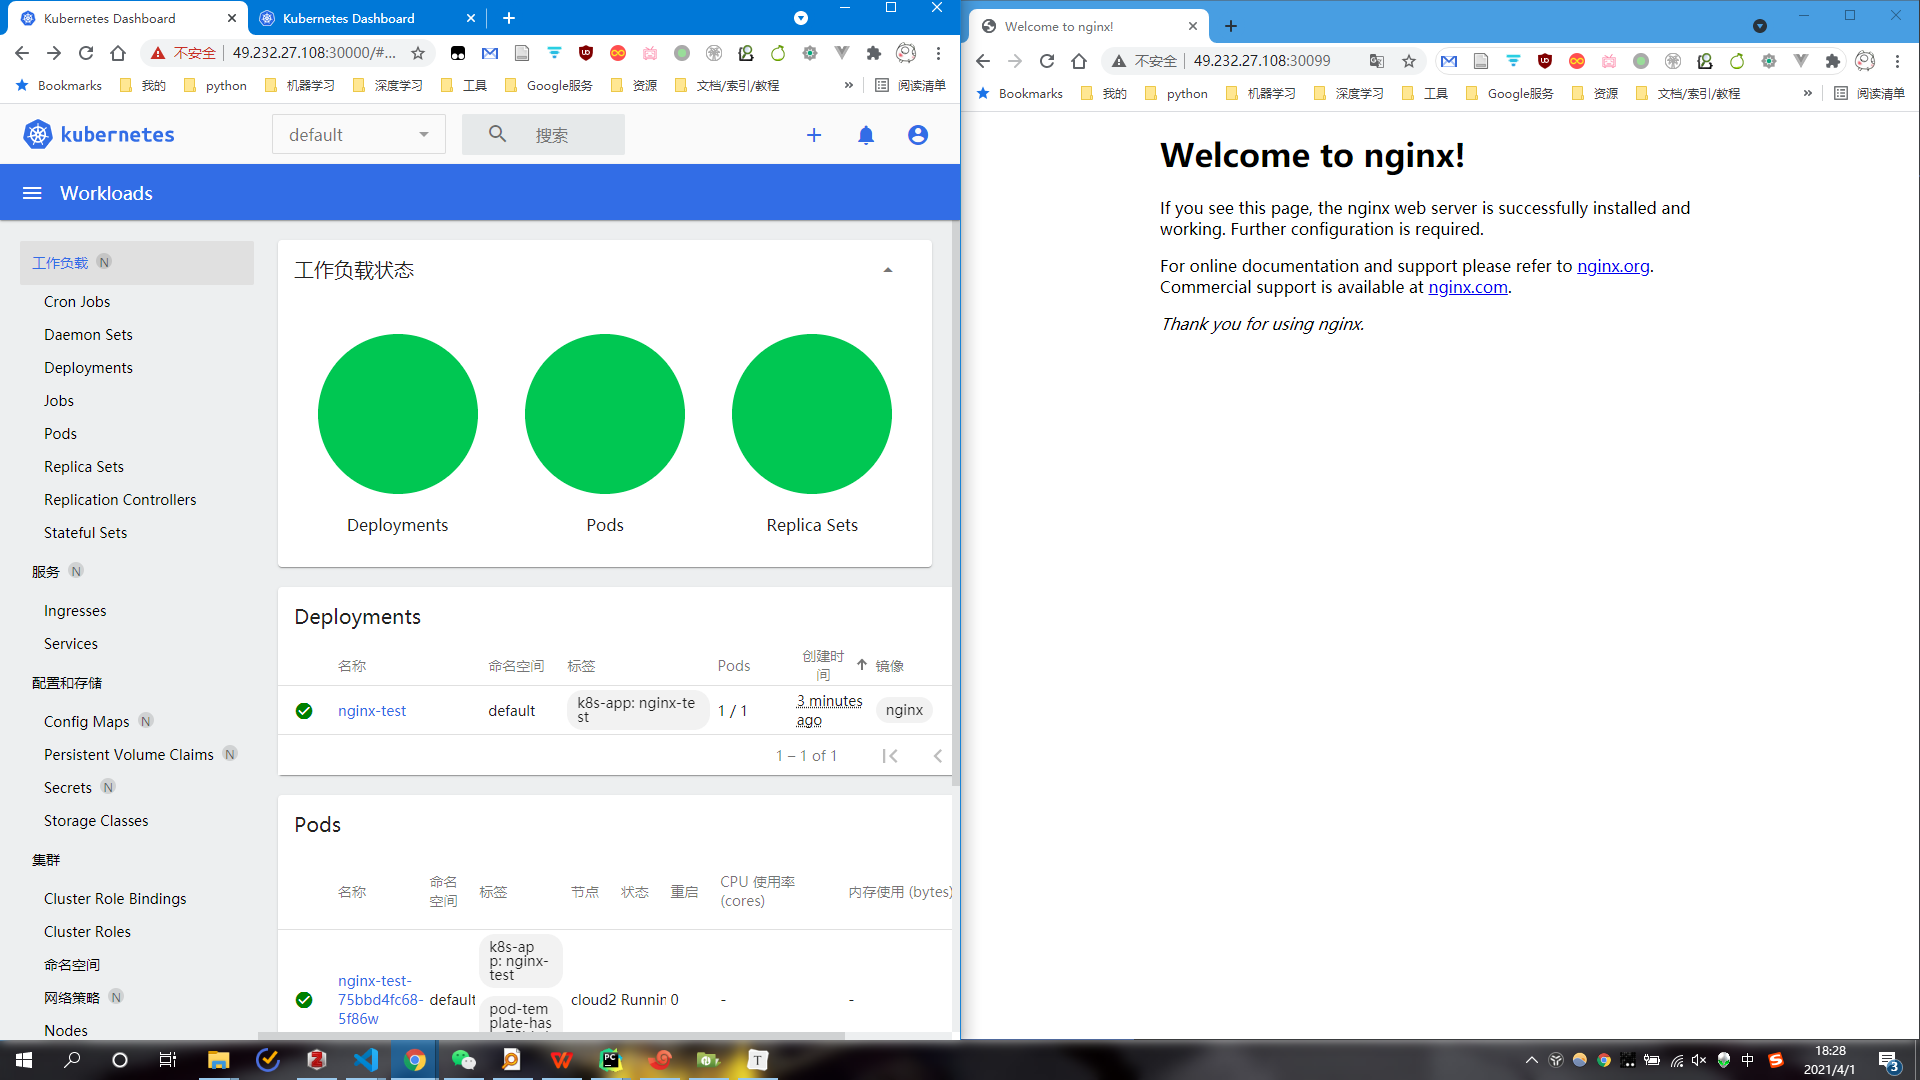 Kubernetes Dashboard
Kubernetes Dashboard
不安全 49.232.27.108:30000/#...
Bookmarks 我的 python 机器学习 深度学习 工具 Google服务 资源 文档/索引/教程 » 阅读清单
kubernetes
default
搜索
Workloads
工作负载 N
Cron Jobs
Daemon Sets
Deployments
Jobs
Pods
Replica Sets
Replication Controllers
Stateful Sets
服务 N
Ingresses
Services
配置和存储
Config Maps N
Persistent Volume Claims N
Secrets N
Storage Classes
集群
Cluster Role Bindings
Cluster Roles
命名空间
网络策略 N
Nodes
工作负载状态
Deployments
Pods
Replica Sets
Deployments
名称 命名空间 标签 Pods 创建时间 镜像
nginx-test default k8s-app: nginx-test 1 / 1 3 minutes ago nginx
1 – 1 of 1
Pods
名称 命名空间 标签 节点 状态 重启 CPU 使用率 (cores) 内存使用 (bytes)
nginx-test-75bbd4fc68-5f86w default k8s-app: nginx-test cloud2 Runnin 0 - -
pod-template-has
Welcome to nginx!
不安全 49.232.27.108:30099
Bookmarks 我的 python 机器学习 深度学习 工具 Google服务 资源 文档/索引/教程 » 阅读清单
Welcome to nginx!
If you see this page, the nginx web server is successfully installed and
working. Further configuration is required.
For online documentation and support please refer to nginx.org.
Commercial support is available at nginx.com.
Thank you for using nginx.
中
18:28
2021/4/1
3